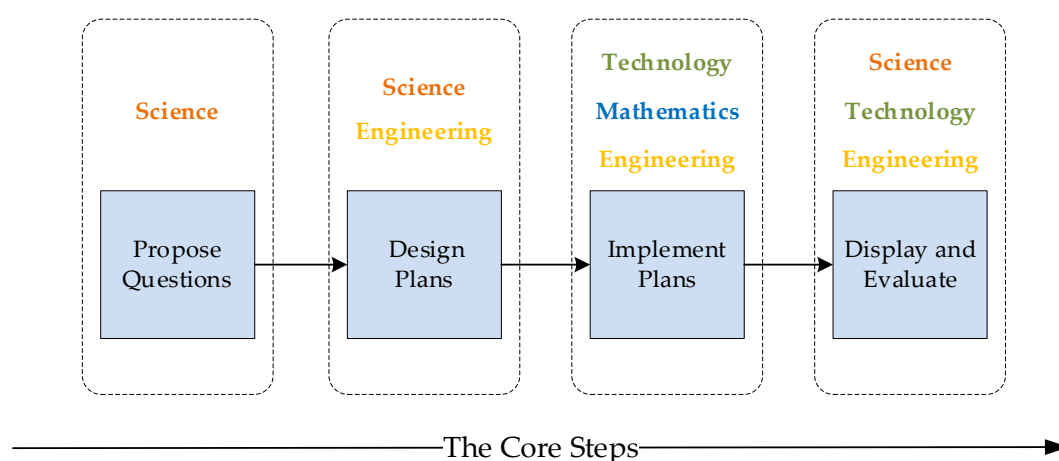 Science
Propose
Questions
Science
Engineering
Design
Plans
Technology
Mathematics
Engineering
Implement
Plans
Science
Technology
Engineering
Display and
Evaluate
The Core Steps